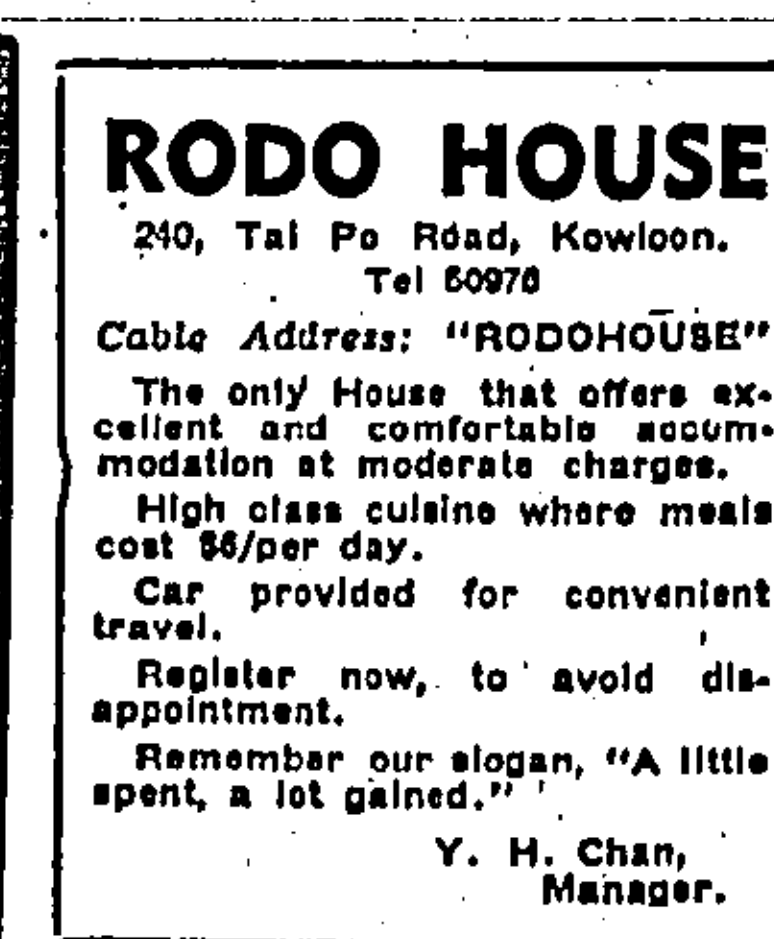 RODO HOUSE
240, Tai Po Road, Kowloon.
Tel 50976
Cable Address: "RODOHOUSE"
The only House that offers ex-
cellent and comfortable accum-
modation at moderate charges.
High class cuisine where meals
cost $6/per day.
Car provided for convenient
travel.
Register now, to avoid dis-
appointment.
Remember our slogan, "A little
spent, a lot gained."
Y. H. Chan,
Manager.